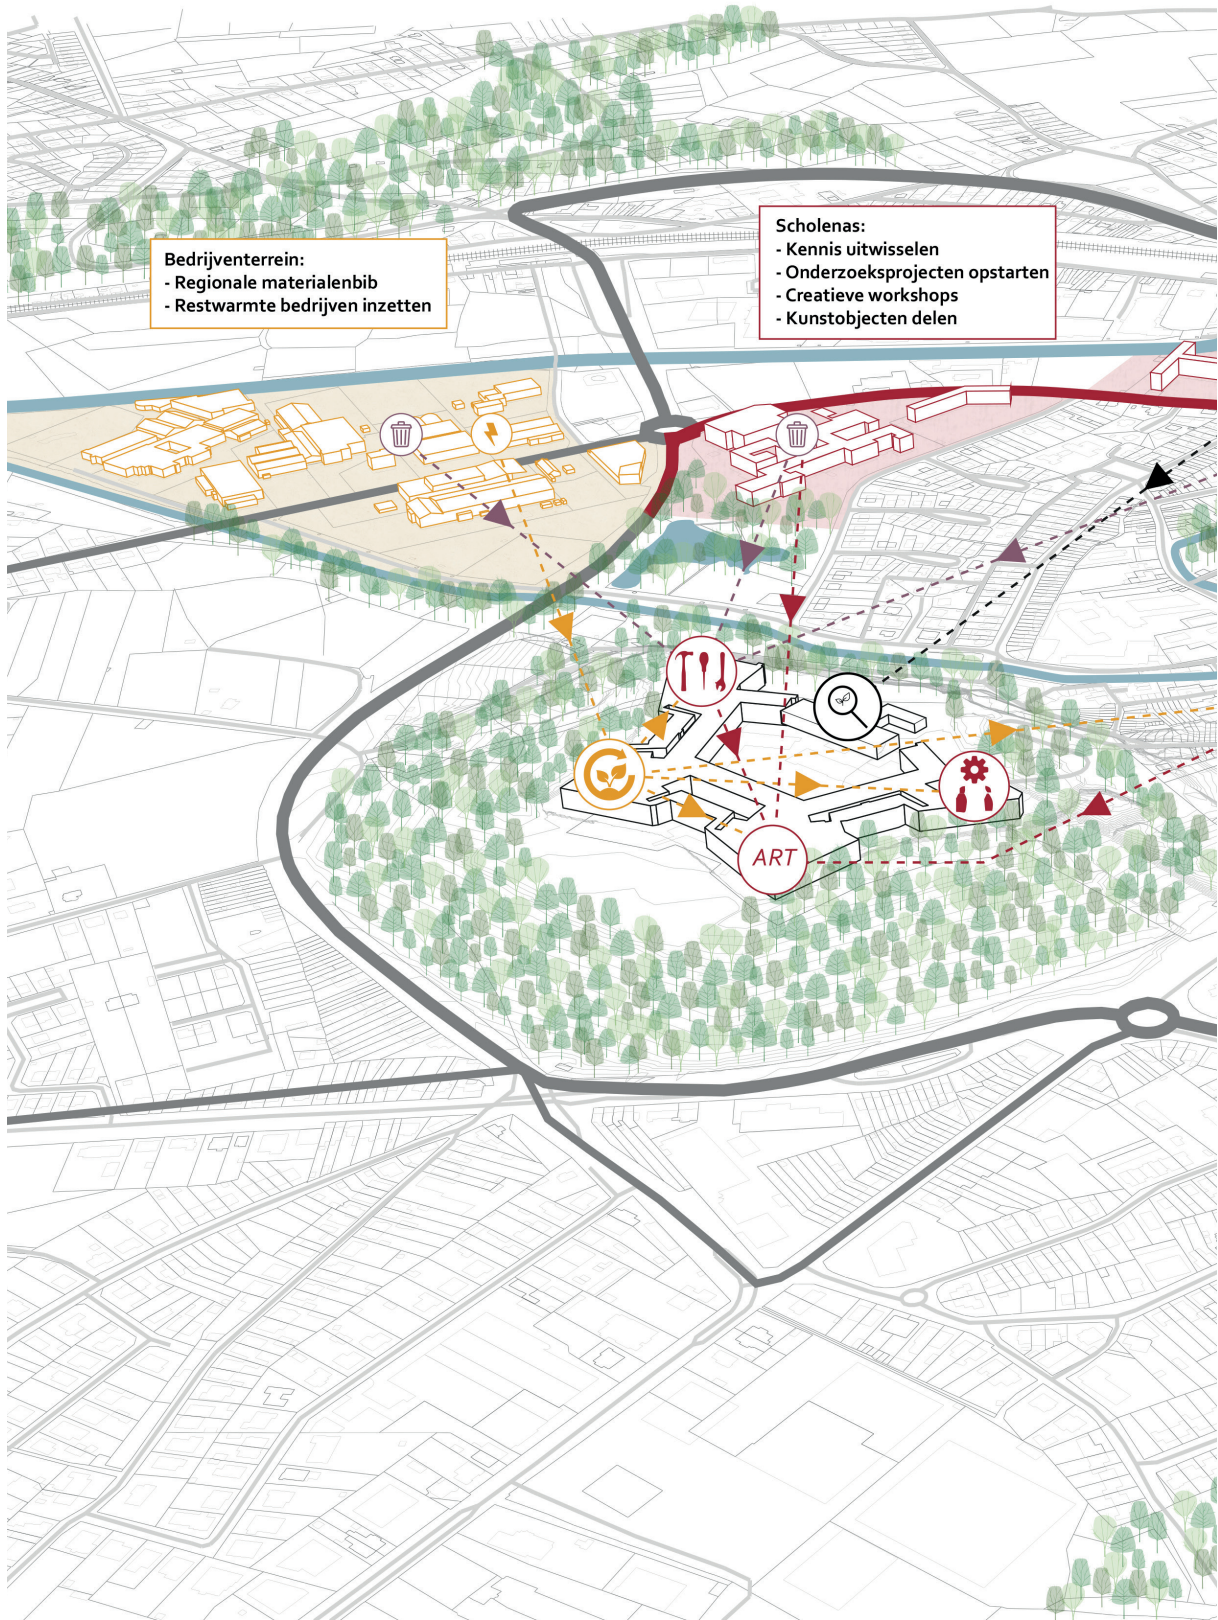 Bedrijventerrein:
- Regionale materialenbib
- Restwarmte bedrijven inzetten
Scholenas:
- Kennis uitwisselen
- Onderzoeksprojecten opstarten
- Creatieve workshops
- Kunstobjecten delen
ART